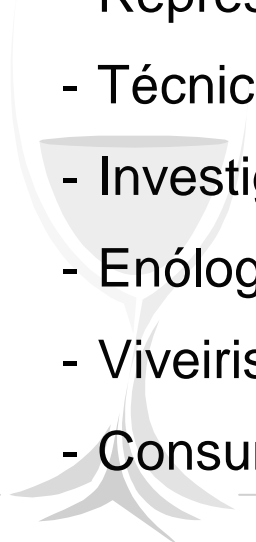 Repres
- Técnic
- Investig
- Enólog
- Viveiris
- Consu